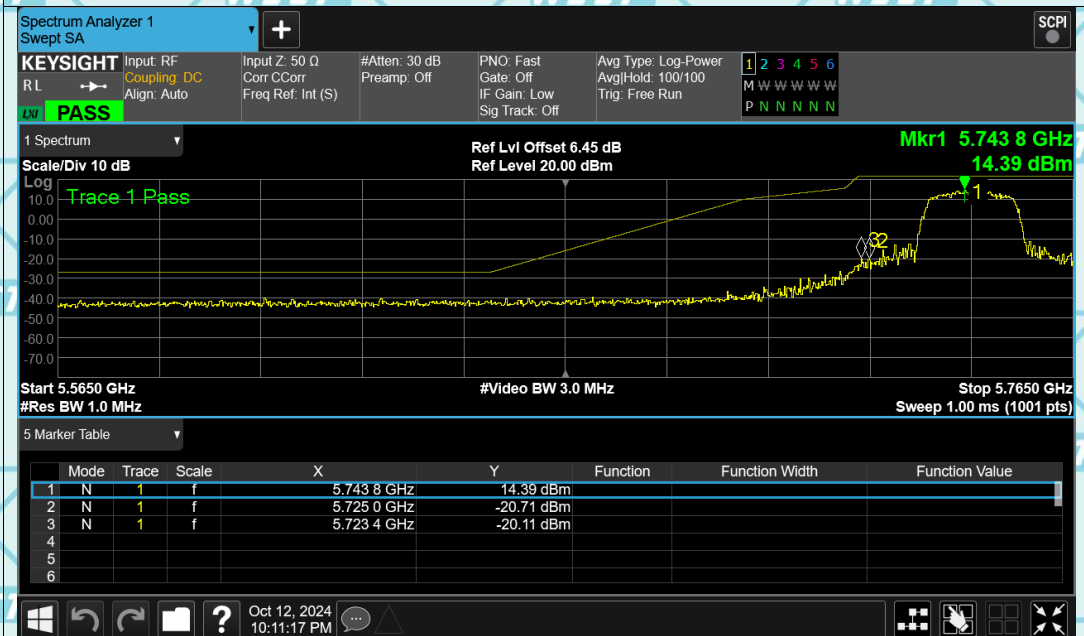 Spectrum Analyzer 1
Swept SA
+
SCPI
KEYSIGHT
RL
LXI PASS
Input: RF
Coupling: DC
Align: Auto
Input Z: 50 Ω
Corr CCorr
Freq Ref: Int (S)
#Atten: 30 dB
Preamp: Off
PNO: Fast
Gate: Off
IF Gain: Low
Sig Track: Off
Avg Type: Log-Power
Avg|Hold: 100/100
Trig: Free Run
1 2 3 4 5 6
M W W W W W
P N N N N N
1 Spectrum
Scale/Div 10 dB
Ref Lvl Offset 6.45 dB
Ref Level 20.00 dBm
Mkr1 5.743 8 GHz
14.39 dBm
Log
Trace 1 Pass
10.0
0.00
-10.0
-20.0
-30.0
-40.0
-50.0
-60.0
-70.0
1
32
Start 5.5650 GHz
#Video BW 3.0 MHz
Stop 5.7650 GHz
#Res BW 1.0 MHz
Sweep 1.00 ms (1001 pts)
5 Marker Table
Mode Trace Scale X Y Function Function Width Function Value
1 N 1 f 5.743 8 GHz 14.39 dBm
2 N 1 f 5.725 0 GHz -20.71 dBm
3 N 1 f 5.723 4 GHz -20.11 dBm
4
5
6
?
Oct 12, 2024
10:11:17 PM